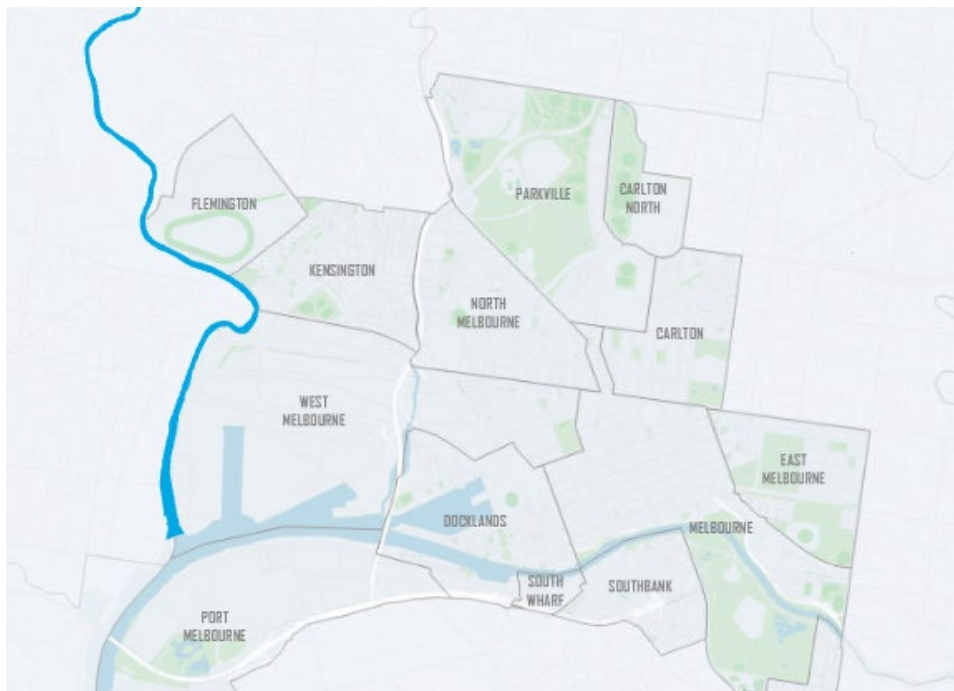 PARKVILLE
CARLTON
NORTH
FLEMINGTON
KENSINGTON
NORTH
MELBOURNE
CARLTON
WEST
MELBOURNE
EAST
MELBOURNE
DOCKLANDS
MELBOURNE
SOUTH
WHARF
SOUTHBANK
PORT
MELBOURNE